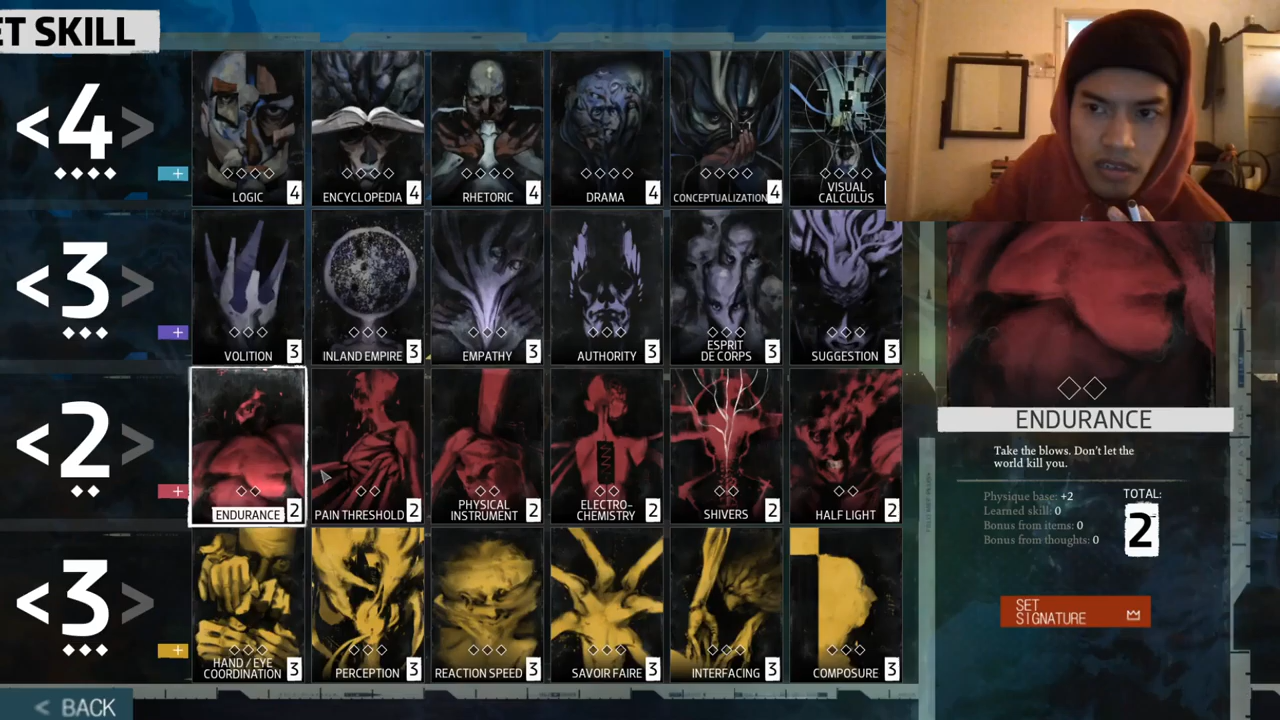 ET SKILL
<4>
+
LOGIC 4
ENCYCLOPEDIA 4
RHETORIC 4
DRAMA 4
CONCEPTUALIZATION 4
VISUAL
CALCULUS
<3>
+
VOLITION 3
INLAND EMPIRE 3
EMPATHY 3
AUTHORITY 3
ESPRIT
DE CORPS 3
SUGGESTION 3
<2>
+
ENDURANCE 2
PAIN THRESHOLD 2
PHYSICAL
INSTRUMENT 2
ELECTRO-
CHEMISTRY 2
SHIVERS 2
HALF LIGHT 2
<3>
+
HAND / EYE
COORDINATION 3
PERCEPTION 3
REACTION SPEED 3
SAVOIR FAIRE 3
INTERFACING 3
COMPOSURE 3
ENDURANCE
Take the blows. Don't let the
world kill you.
Physique base: +2
Learned skill: 0
Bonus from items: 0
Bonus from thoughts: 0
TOTAL:
2
SET
SIGNATURE
< BACK